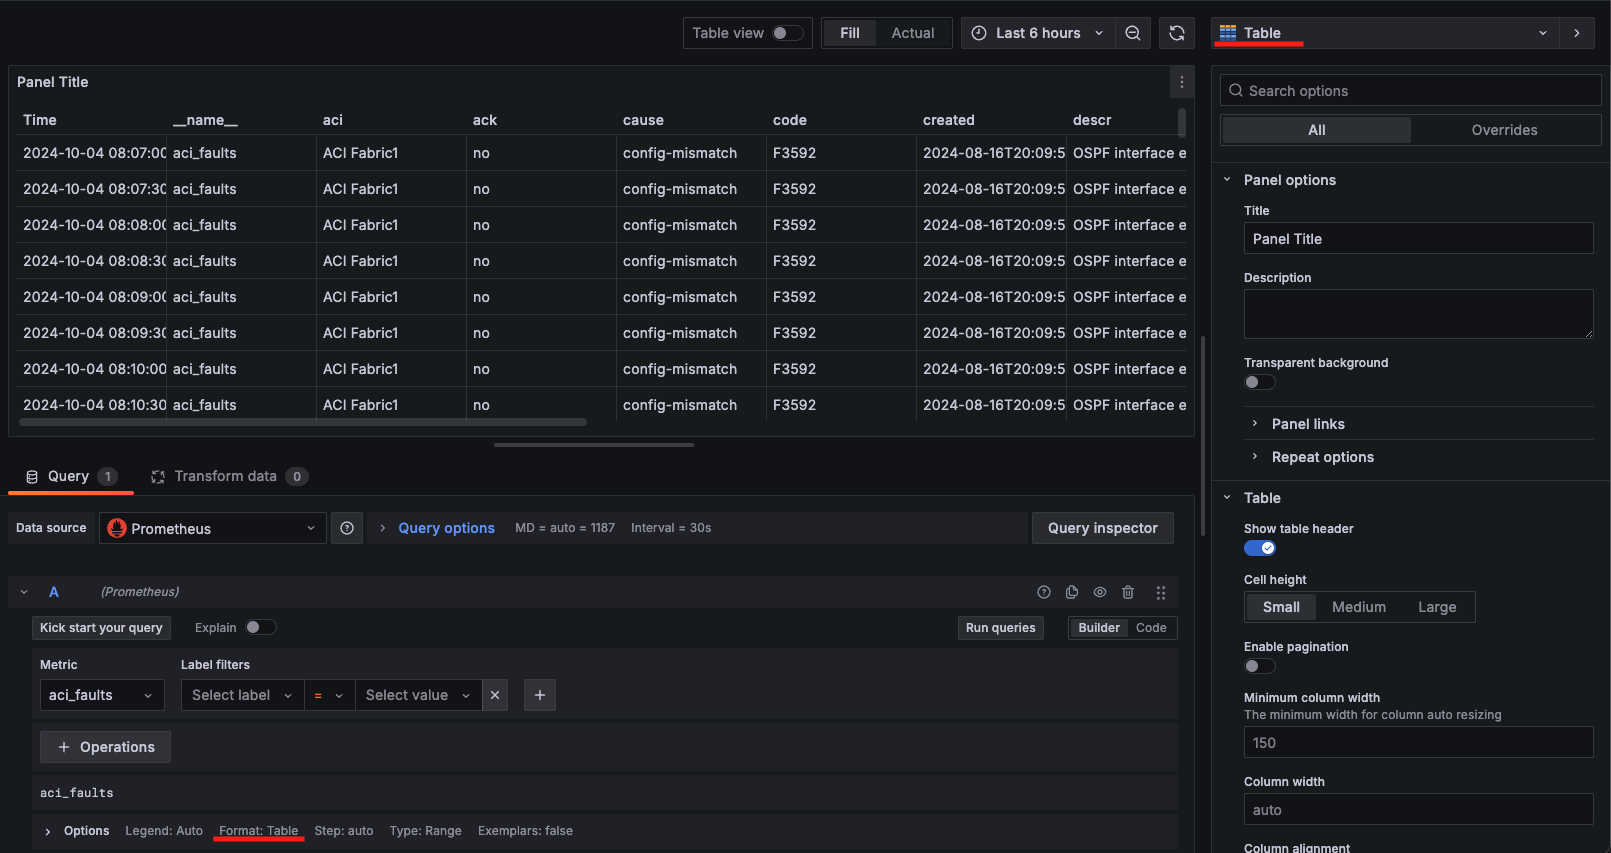 Table view Fill Actual Last 6 hours Table
Panel Title
Time __name__ aci ack cause code created descr
2024-10-04 08:07:00 aci_faults ACI Fabric1 no config-mismatch F3592 2024-08-16T20:09:5 OSPF interface e
2024-10-04 08:07:30 aci_faults ACI Fabric1 no config-mismatch F3592 2024-08-16T20:09:5 OSPF interface e
2024-10-04 08:08:00 aci_faults ACI Fabric1 no config-mismatch F3592 2024-08-16T20:09:5 OSPF interface e
2024-10-04 08:08:30 aci_faults ACI Fabric1 no config-mismatch F3592 2024-08-16T20:09:5 OSPF interface e
2024-10-04 08:09:00 aci_faults ACI Fabric1 no config-mismatch F3592 2024-08-16T20:09:5 OSPF interface e
2024-10-04 08:09:30 aci_faults ACI Fabric1 no config-mismatch F3592 2024-08-16T20:09:5 OSPF interface e
2024-10-04 08:10:00 aci_faults ACI Fabric1 no config-mismatch F3592 2024-08-16T20:09:5 OSPF interface e
2024-10-04 08:10:30 aci_faults ACI Fabric1 no config-mismatch F3592 2024-08-16T20:09:5 OSPF interface e
Query 1 Transform data 0
Data source Prometheus Query options MD = auto = 1187 Interval = 30s Query inspector
A (Prometheus)
Kick start your query Explain Run queries Builder Code
Metric Label filters
aci_faults Select label = Select value
+ Operations
aci_faults
Options Legend: Auto Format: Table Step: auto Type: Range Exemplars: false
Search options
All Overrides
Panel options
Title
Panel Title
Description
Transparent background
Panel links
Repeat options
Table
Show table header
Cell height
Small Medium Large
Enable pagination
Minimum column width
The minimum width for column auto resizing
150
Column width
auto
Column alignment